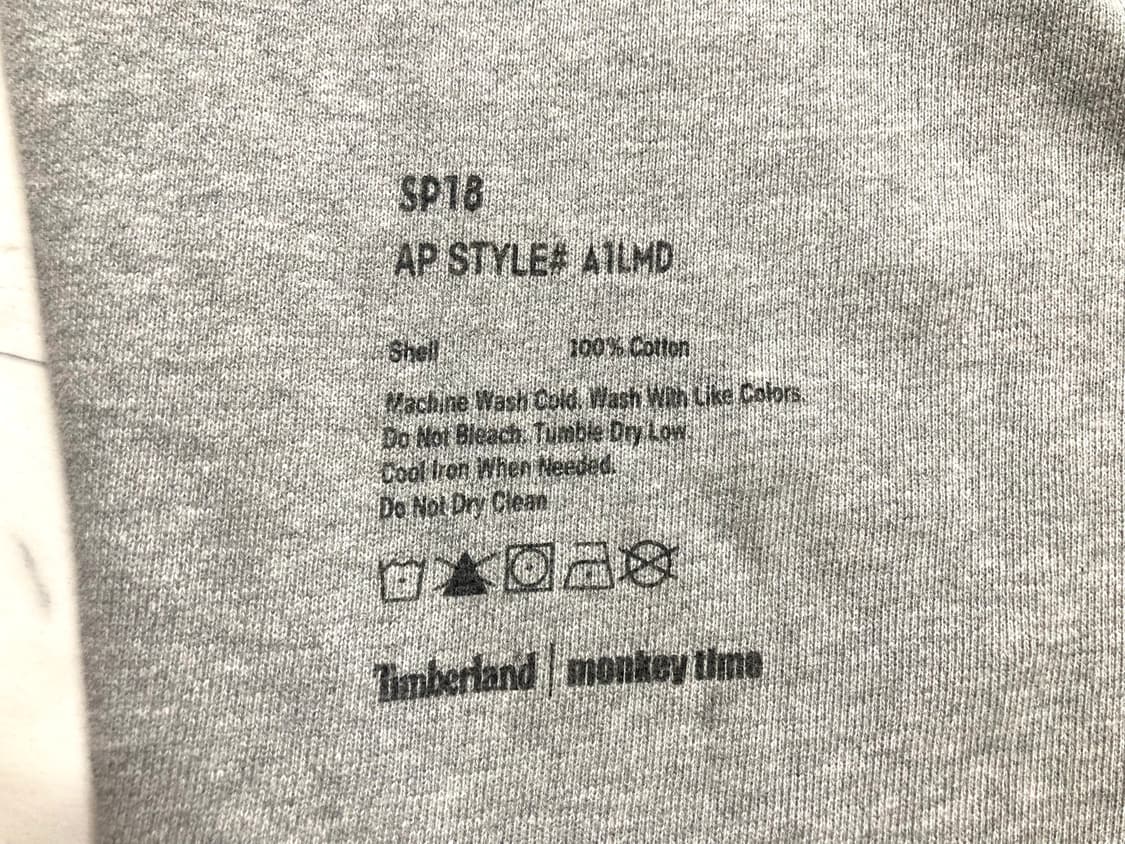 SP18
AP STYLE# A1LMD
Shell 100% Cotton
Machine Wash Cold. Wash With Like Colors.
Do Not Bleach. Tumble Dry Low.
Cool Iron When Needed.
Do Not Dry Clean
Timberland | monkey time